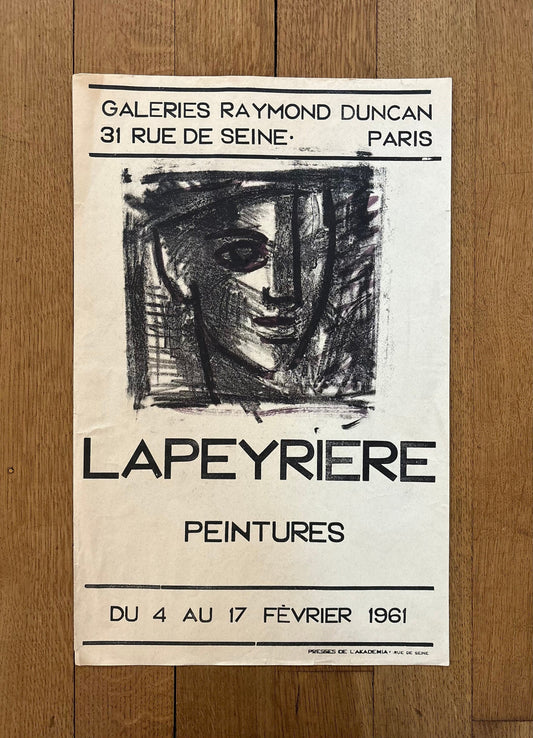 GALERIES RAYMOND DUNCAN
31 RUE DE SEINE· PARIS
LAPEYRIERE
PEINTURES
DU 4 AU 17 FÈVRIER 1961
PRESSES DE L'AKADEMIA · RUE DE SEINE